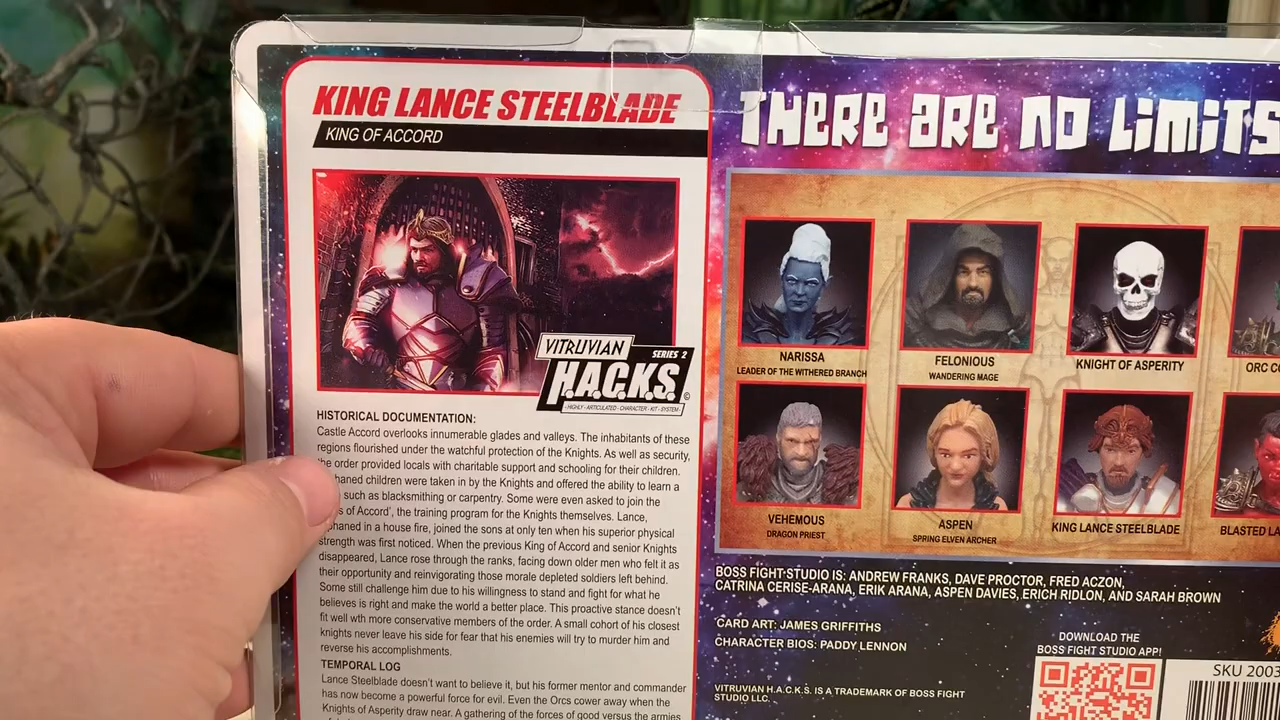 KING LANCE STEELBLADE
KING OF ACCORD
VITRUVIAN
SERIES 2
H.A.C.K.S.
- HIGHLY - ARTICULATED - CHARACTER - KIT - SYSTEM -
©
HISTORICAL DOCUMENTATION:
Castle Accord overlooks innumerable glades and valleys. The inhabitants of these
regions flourished under the watchful protection of the Knights. As well as security,
the order provided locals with charitable support and schooling for their children.
haned children were taken in by the Knights and offered the ability to learn a
such as blacksmithing or carpentry. Some were even asked to join the
s of Accord', the training program for the Knights themselves. Lance,
haned in a house fire, joined the sons at only ten when his superior physical
strength was first noticed. When the previous King of Accord and senior Knights
disappeared, Lance rose through the ranks, facing down older men who felt it as
their opportunity and reinvigorating those morale depleted soldiers left behind.
Some still challenge him due to his willingness to stand and fight for what he
believes is right and make the world a better place. This proactive stance doesn't
fit well wth more conservative members of the order. A small cohort of his closest
knights never leave his side for fear that his enemies will try to murder him and
reverse his accomplishments.
TEMPORAL LOG
Lance Steelblade doesn't want to believe it, but his former mentor and commander
has now become a powerful force for evil. Even the Orcs cower away when the
Knights of Asperity draw near. A gathering of the forces of good versus the armies
THERE ARE NO LIMITS
NARISSA
LEADER OF THE WITHERED BRANCH
FELONIOUS
WANDERING MAGE
KNIGHT OF ASPERITY
ORC CO
VEHEMOUS
DRAGON PRIEST
ASPEN
SPRING ELVEN ARCHER
KING LANCE STEELBLADE
BLASTED LA
BOSS FIGHT STUDIO IS: ANDREW FRANKS, DAVE PROCTOR, FRED ACZON,
CATRINA CERISE-ARANA, ERIK ARANA, ASPEN DAVIES, ERICH RIDLON, AND SARAH BROWN
CARD ART: JAMES GRIFFITHS
CHARACTER BIOS: PADDY LENNON
VITRUVIAN H.A.C.K.S. IS A TRADEMARK OF BOSS FIGHT
STUDIO LLC.
DOWNLOAD THE
BOSS FIGHT STUDIO APP!
SKU 2003